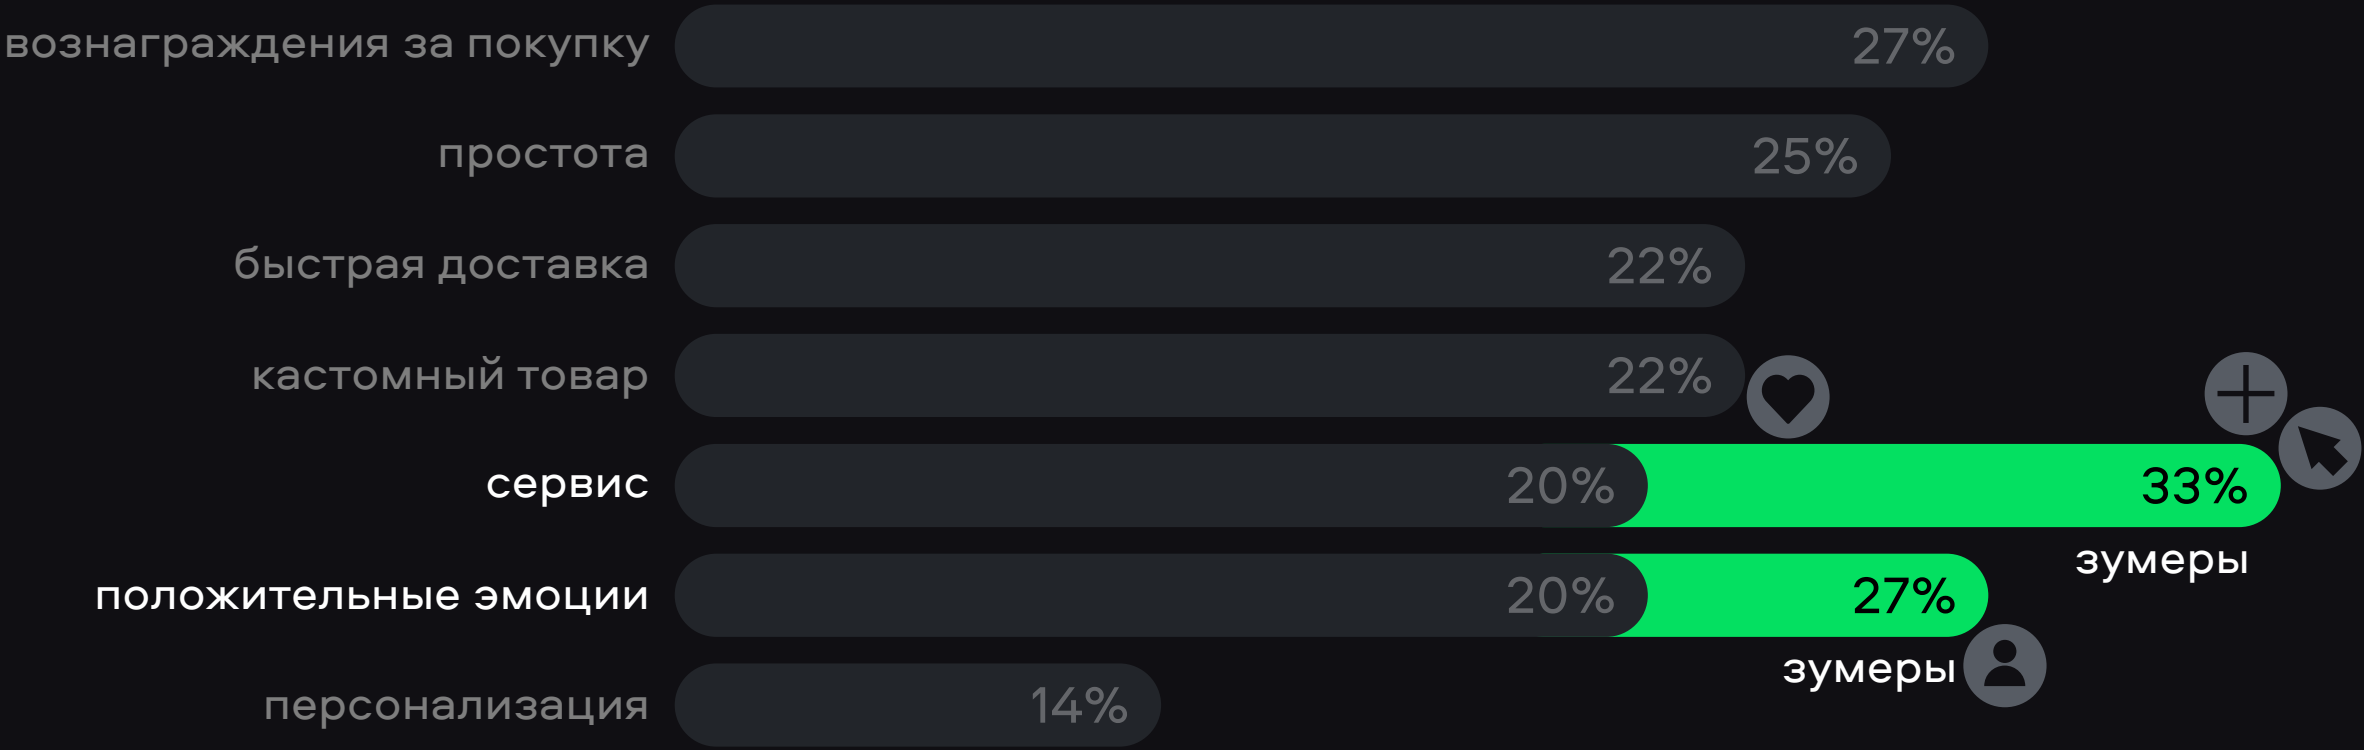 вознаграждения за покупку 27%
простота 25%
быстрая доставка 22%
кастомный товар 22%
сервис 20% 33%
зумеры
положительные эмоции 20% 27%
зумеры
персонализация 14%